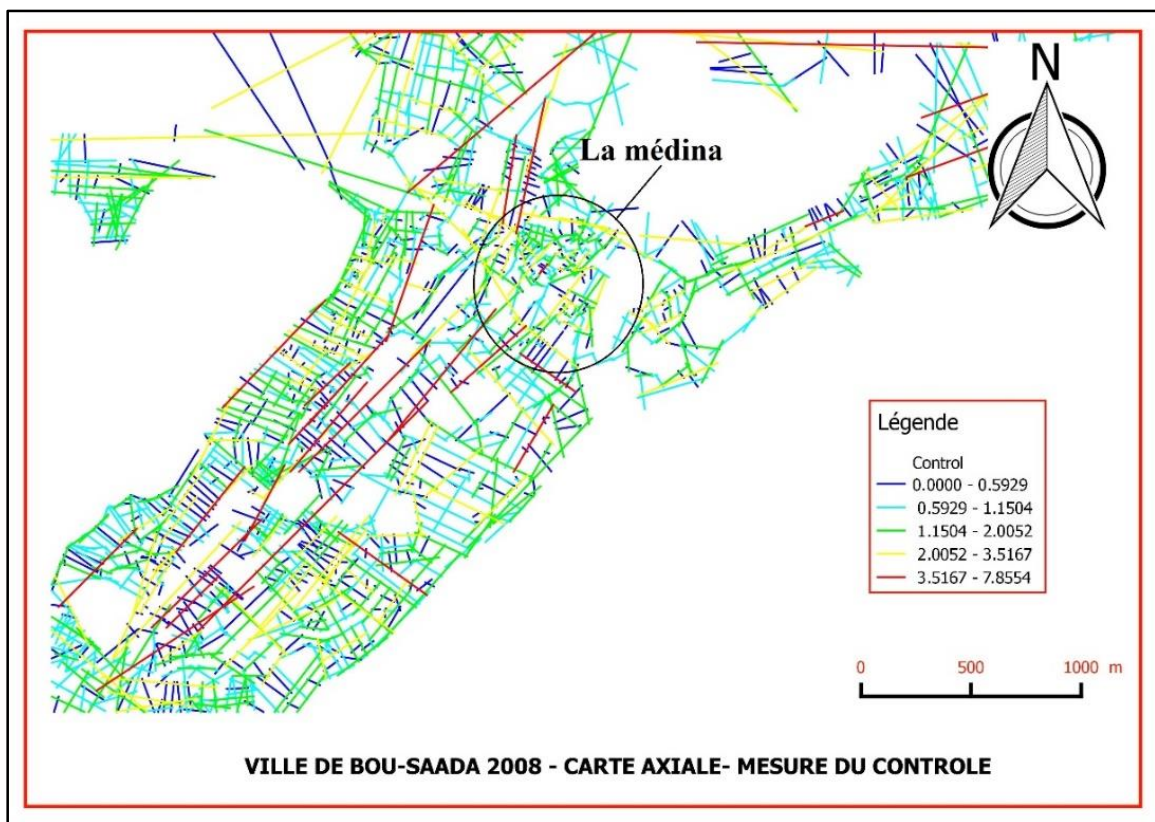 N
La médina
Légende
Control
0.0000 - 0.5929
0.5929 - 1.1504
1.1504 - 2.0052
2.0052 - 3.5167
3.5167 - 7.8554
0 500 1000 m
VILLE DE BOU-SAADA 2008 - CARTE AXIALE- MESURE DU CONTROLE